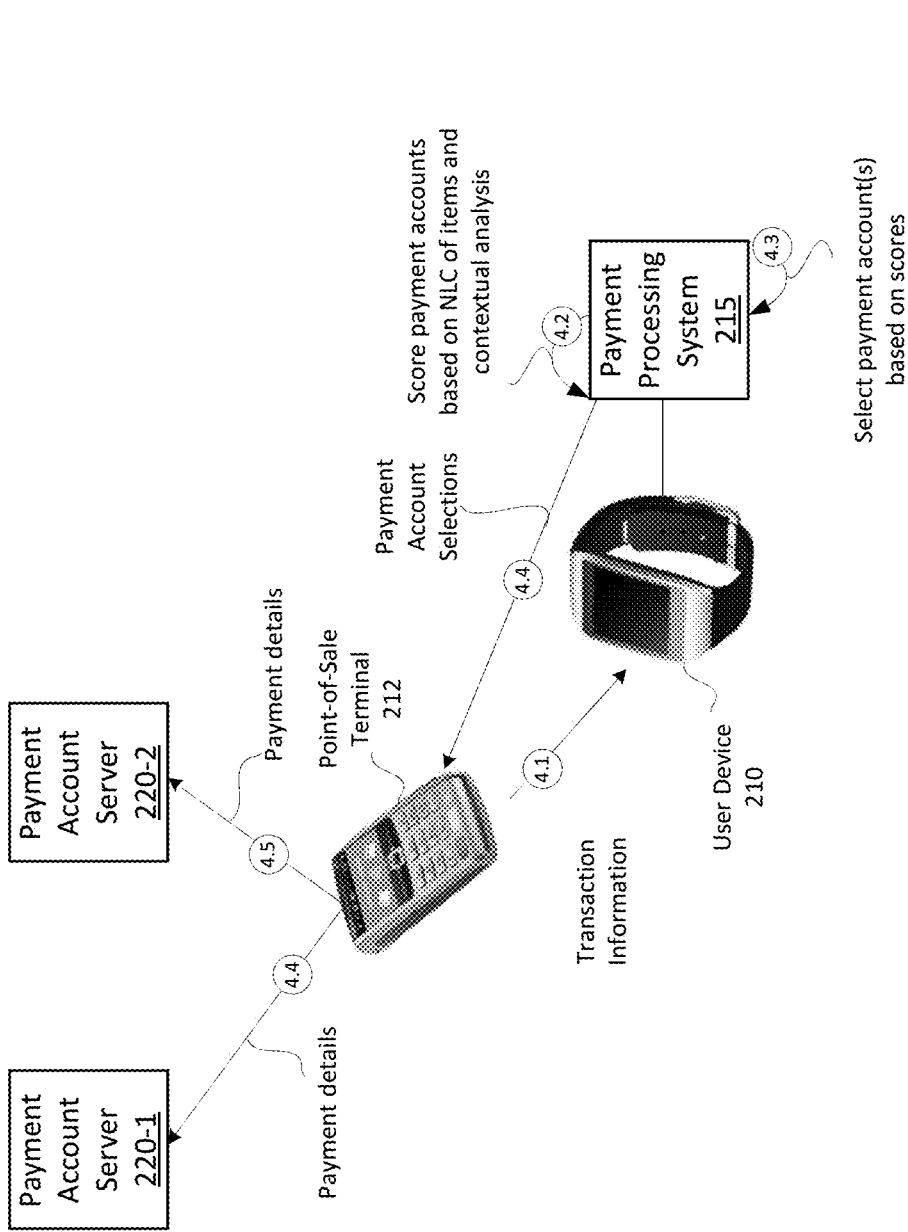 Payment
Account
Server
220-1
Payment
Account
Server
220-2
4.4
Payment details
4.5
Payment details
Point-of-Sale
Terminal
212
4.1
Transaction
Information
User Device
210
4.4
Payment
Account
Selections
Payment
Processing
System
215
4.2
Score payment accounts
based on NLC of items and
contextual analysis
4.3
Select payment account(s)
based on scores